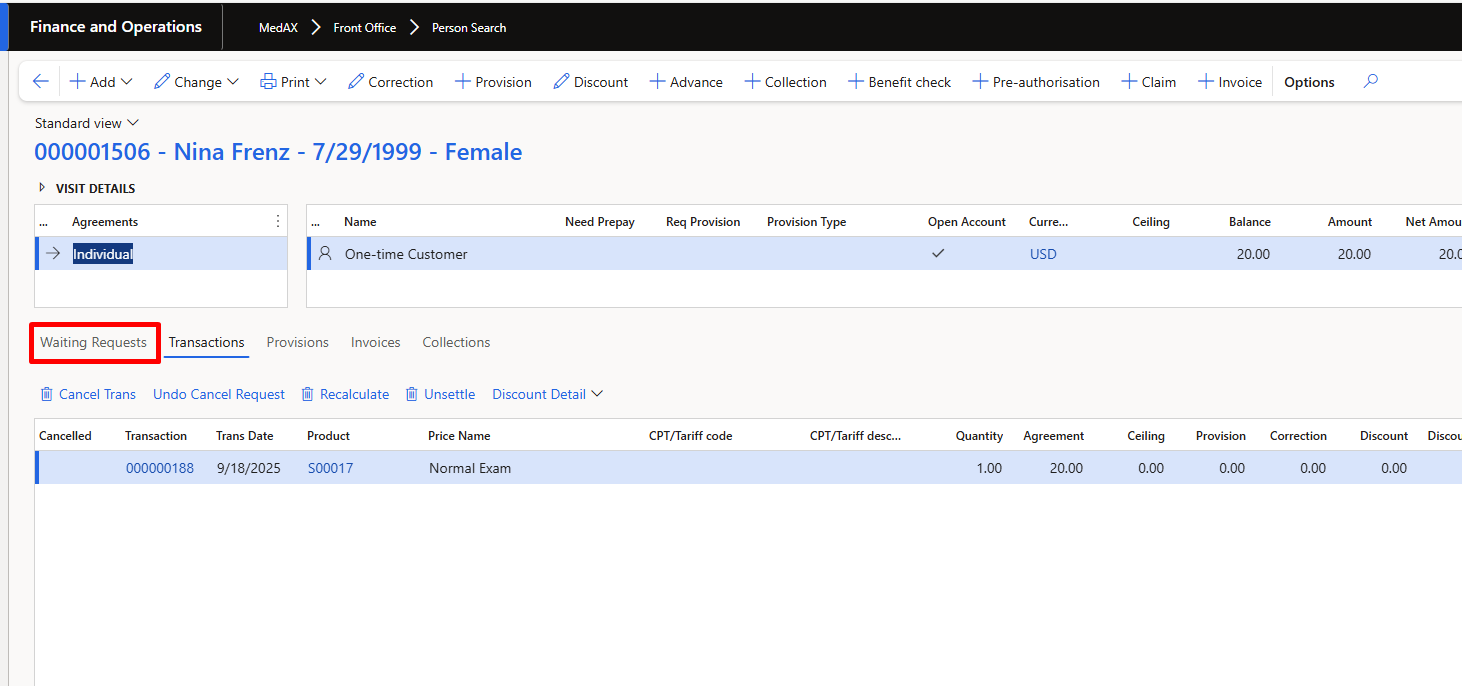 Finance and Operations MedAX Front Office Person Search
Add Change Print Correction Provision Discount Advance Collection Benefit check Pre-authorisation Claim Invoice Options
Standard view
000001506 - Nina Frenz - 7/29/1999 - Female
VISIT DETAILS
... Agreements ... Name Need Prepay Req Provision Provision Type Open Account Curre... Ceiling Balance Amount Net Amou
Individual One-time Customer USD 20.00 20.00 20.0
Waiting Requests Transactions Provisions Invoices Collections
Cancel Trans Undo Cancel Request Recalculate Unsettle Discount Detail
Cancelled Transaction Trans Date Product Price Name CPT/Tariff code CPT/Tariff desc... Quantity Agreement Ceiling Provision Correction Discount Discou
000000188 9/18/2025 S00017 Normal Exam 1.00 20.00 0.00 0.00 0.00 0.00